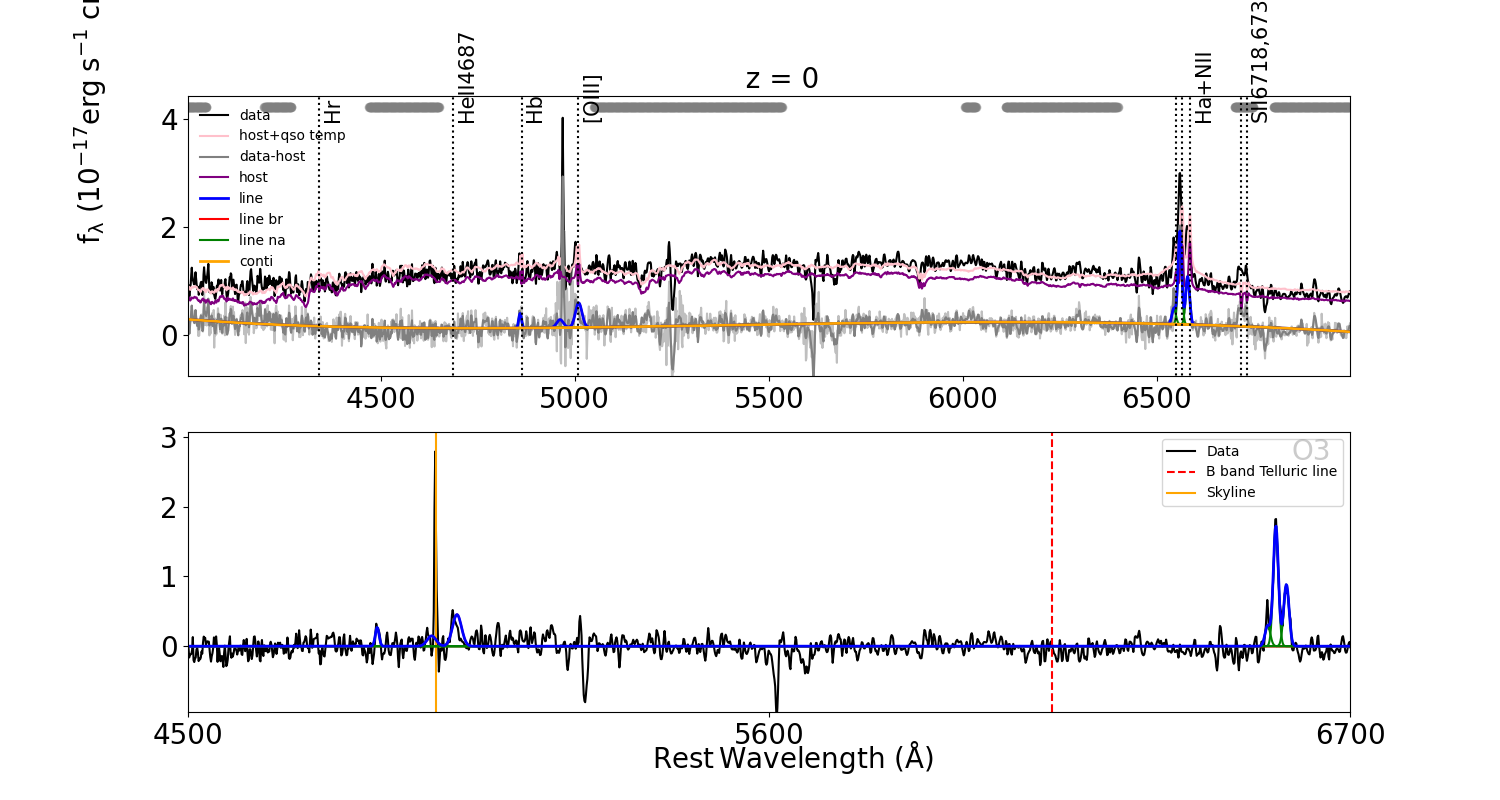 z = 0
f_λ (10^−17 erg s^−1
Hr
HeII4687
Hb
[OIII]
Ha+NII
SII6718,673
data
host+qso temp
data-host
host
line
line br
line na
conti
4
2
0
4500
5000
5500
6000
6500
O3
Data
B band Telluric line
Skyline
3
2
1
0
4500
5600
6700
Rest Wavelength (Å)